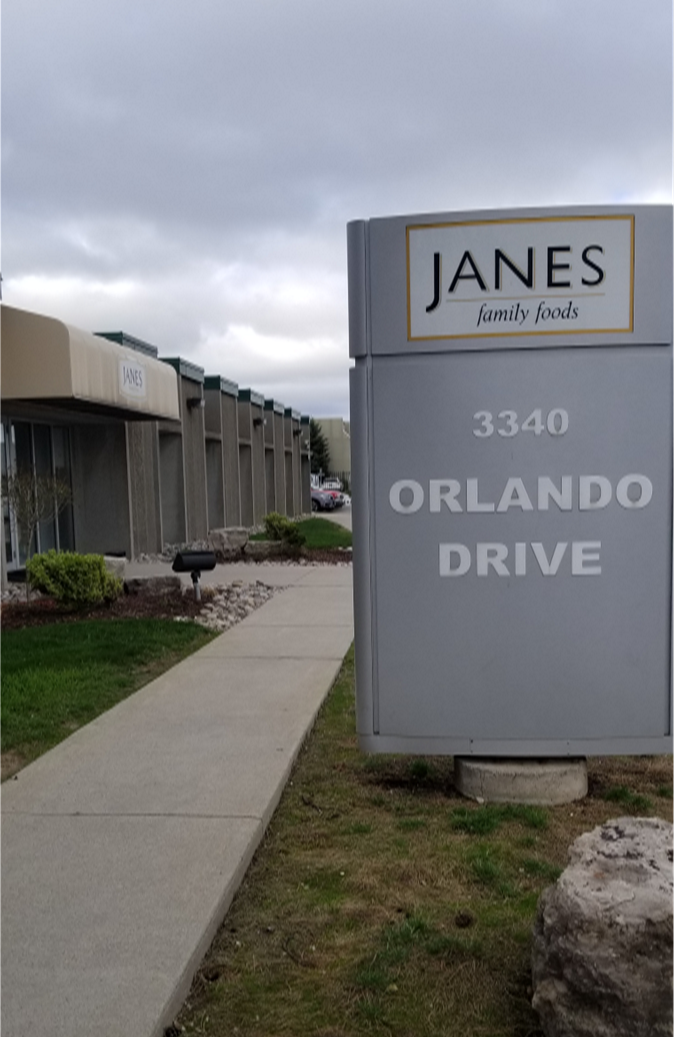 JANES
family foods
3340
ORLANDO
DRIVE
JANES